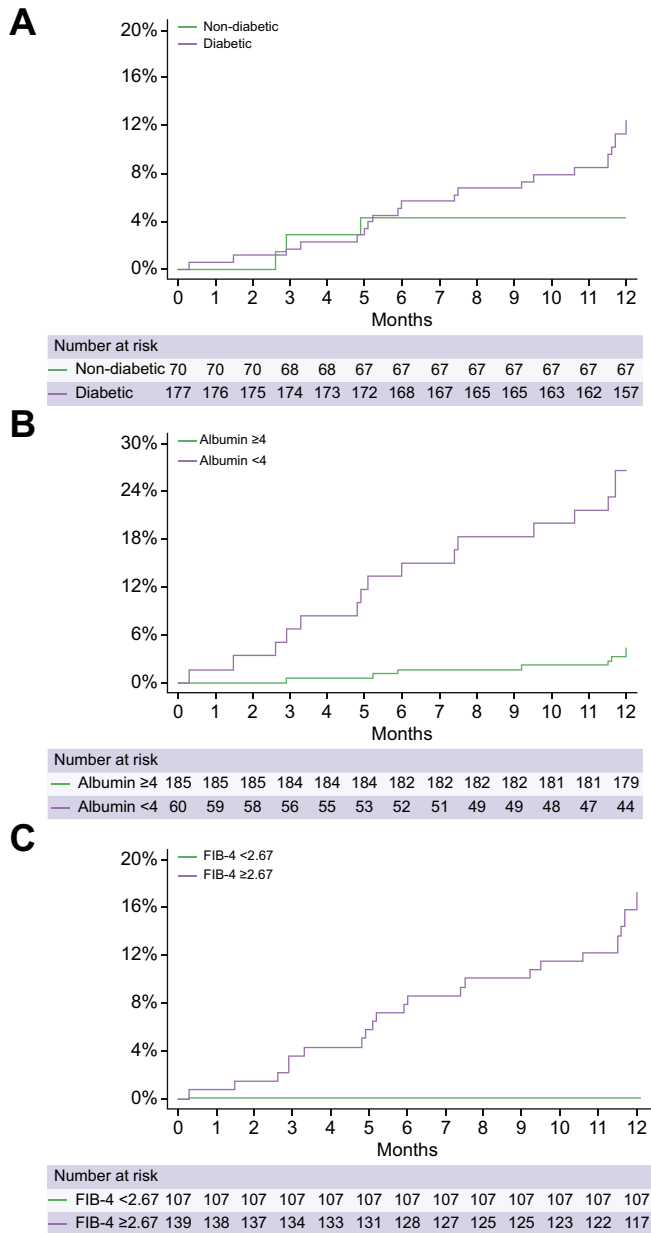 A
20%
16%
12%
8%
4%
0%
Non-diabetic
Diabetic
0 1 2 3 4 5 6 7 8 9 10 11 12
Months
Number at risk
Non-diabetic 70 70 70 68 68 67 67 67 67 67 67 67 67
Diabetic 177 176 175 174 173 172 168 167 165 165 163 162 157
B
30%
24%
18%
12%
6%
0%
Albumin ≥4
Albumin <4
0 1 2 3 4 5 6 7 8 9 10 11 12
Number at risk
Albumin ≥4 185 185 185 184 184 184 182 182 182 182 181 181 179
Albumin <4 60 59 58 56 55 53 52 51 49 49 48 47 44
C
20%
16%
12%
8%
4%
0%
FIB-4 <2.67
FIB-4 ≥2.67
0 1 2 3 4 5 6 7 8 9 10 11 12
Months
Number at risk
FIB-4 <2.67 107 107 107 107 107 107 107 107 107 107 107 107 107
FIB-4 ≥2.67 139 138 137 134 133 131 128 127 125 125 123 122 117